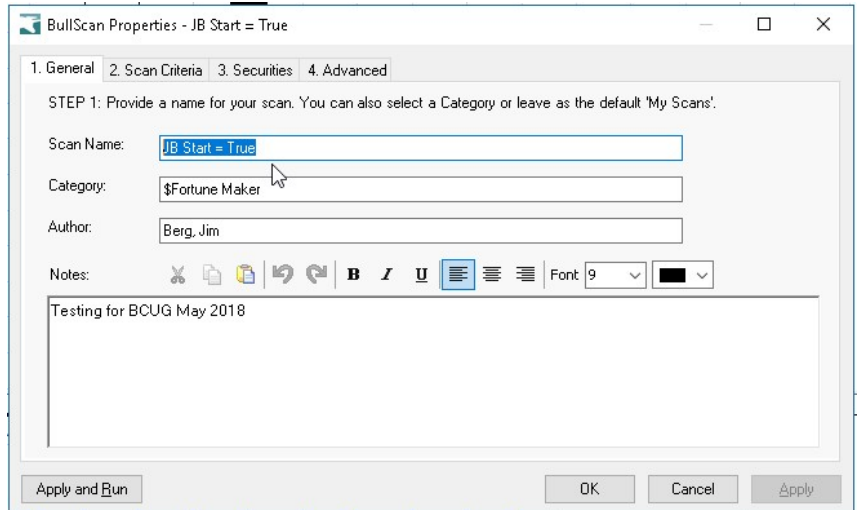 BullScan Properties - JB Start = True
1. General 2. Scan Criteria 3. Securities 4. Advanced
STEP 1: Provide a name for your scan. You can also select a Category or leave as the default 'My Scans'.
Scan Name: JB Start = True
Category: $Fortune Maker
Author: Berg, Jim
Notes: B I U Font 9
Testing for BCUG May 2018
Apply and Run OK Cancel Apply